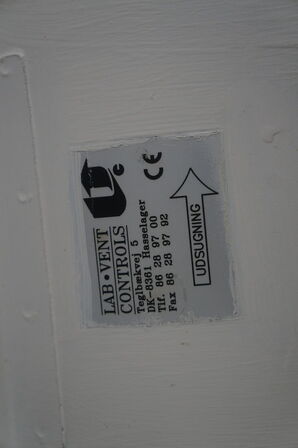 LAB·VENT
CONTROLS
Teglbækvej 5
DK-8361 Hasselager
Tlf. 86 28 97 00
Fax 86 28 97 92
CE
UDSUGNING